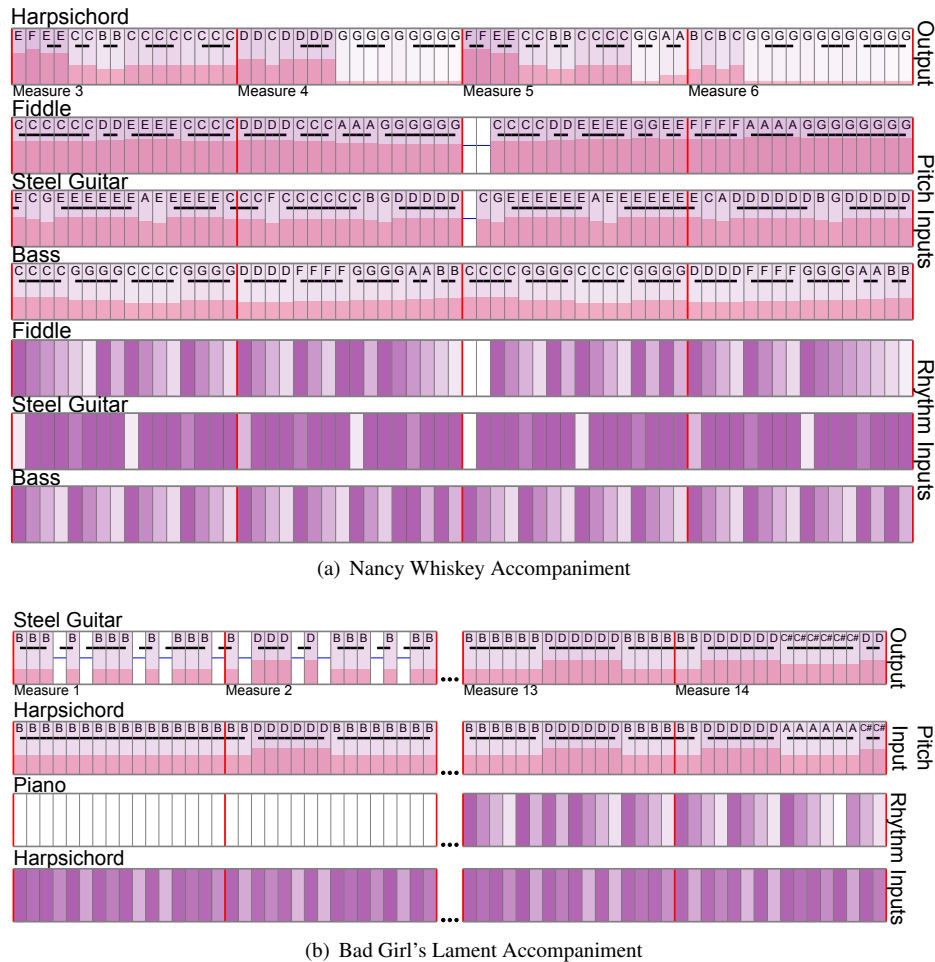 Harpsichord
E F E E C C B B C C C C C C C C D D C D D D D G G G G G G G G G F F E E C C B B C C C C G G A A B C B C G G G G G G G G G G G G
Output
Measure 3 Measure 4 Measure 5 Measure 6
Fiddle
C C C C C C D D E E E E C C C C D D D D C C C A A A G G G G G G C C C C D D E E E E G G E E F F F F A A A A G G G G G G G G
Pitch Inputs
Steel Guitar
E C G E E E E E E A E E E E E C C C F C C C C C C B G D D D D D C G E E E E E E A E E E E E E E C A D D D D D D B G D D D D D
Bass
C C C C G G G G C C C C G G G G D D D D F F F F G G G G A A B B C C C C G G G G C C C C G G G G D D D D F F F F G G G G A A B B
Fiddle
Rhythm Inputs
Steel Guitar
Bass
(a) Nancy Whiskey Accompaniment
Steel Guitar
B B B B B B B B B B B B D D D D B B B B B B ... B B B B B B D D D D D D B B B B B B D D D D D D C# C# C# C# C# C# D D
Output
Measure 1 Measure 2 Measure 13 Measure 14
Harpsichord
B B B B B B B B B B B B B B B B B B D D D D D D B B B B B B B B ... B B B B B B D D D D D D B B B B B B D D D D D D A A A A A A C# C#
Pitch Input
Piano
...
Rhythm Inputs
Harpsichord
...
(b) Bad Girl's Lament Accompaniment